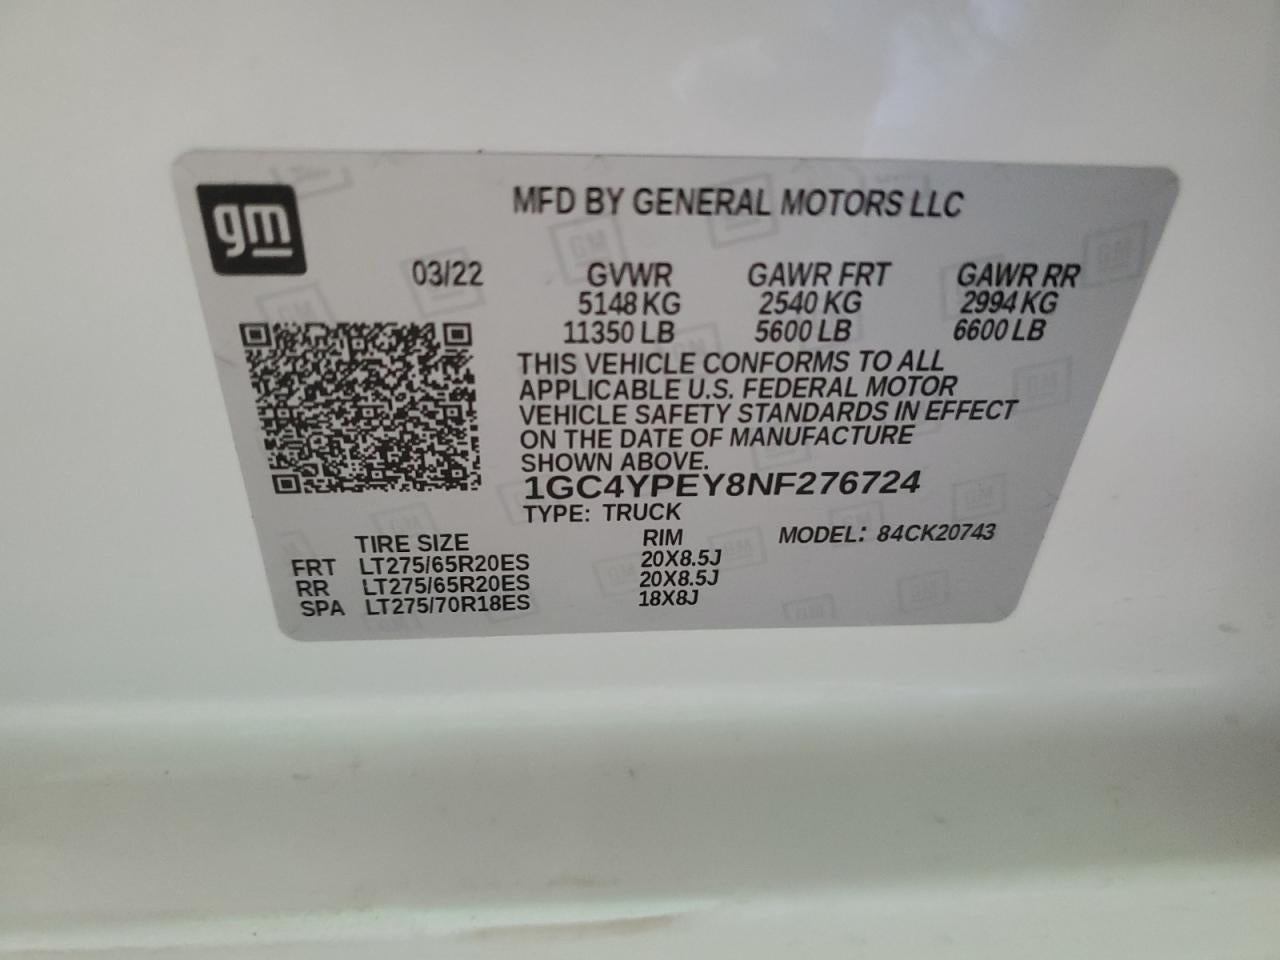 gm
MFD BY GENERAL MOTORS LLC
03/22 GVWR GAWR FRT GAWR RR
5148 KG 2540 KG 2994 KG
11350 LB 5600 LB 6600 LB
THIS VEHICLE CONFORMS TO ALL
APPLICABLE U.S. FEDERAL MOTOR
VEHICLE SAFETY STANDARDS IN EFFECT
ON THE DATE OF MANUFACTURE
SHOWN ABOVE.
1GC4YPEY8NF276724
TYPE: TRUCK
MODEL: 84CK20743
TIRE SIZE RIM
FRT LT275/65R20ES 20X8.5J
RR LT275/65R20ES 20X8.5J
SPA LT275/70R18ES 18X8J